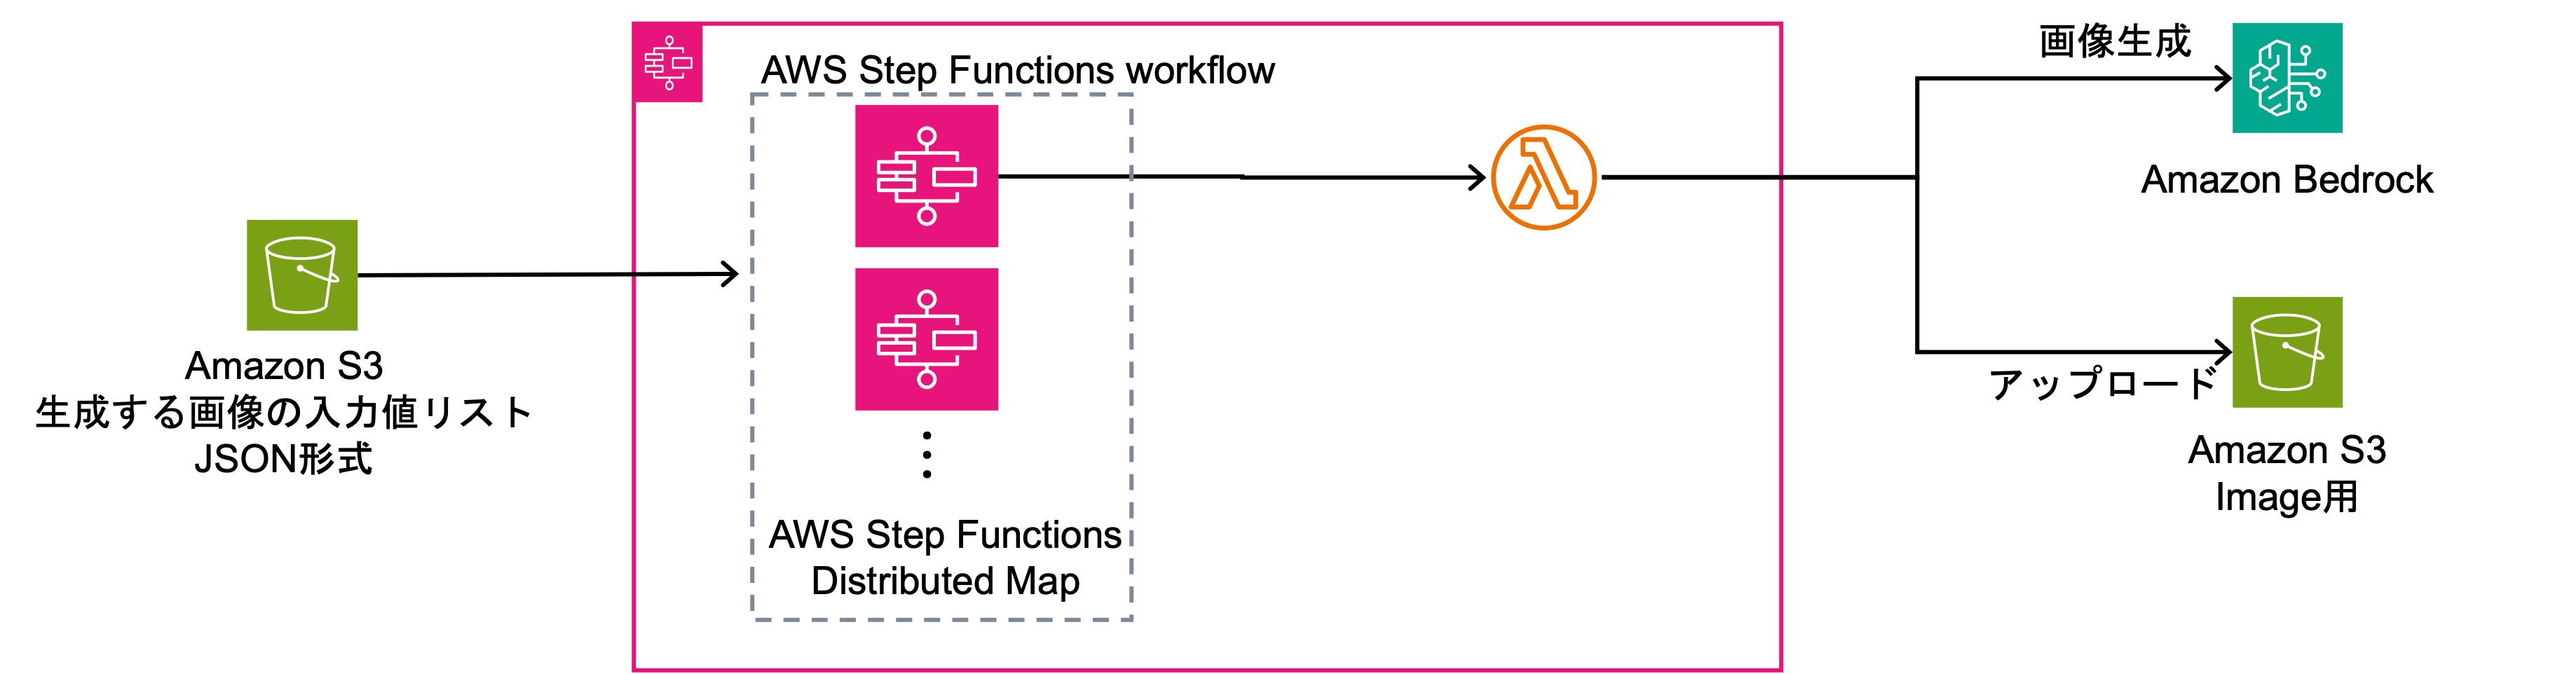 Amazon S3
生成する画像の入力値リスト
JSON形式
AWS Step Functions workflow
AWS Step Functions
Distributed Map
画像生成
Amazon Bedrock
アップロード
Amazon S3
Image用